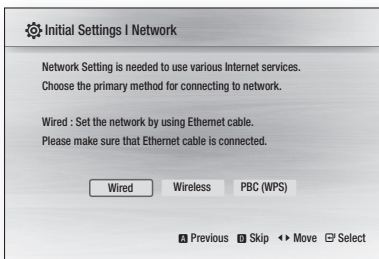 Initial Settings I Network
Network Setting is needed to use various Internet services.
Choose the primary method for connecting to network.
Wired : Set the network by using Ethernet cable.
Please make sure that Ethernet cable is connected.
Wired Wireless PBC (WPS)
A Previous D Skip Move Select